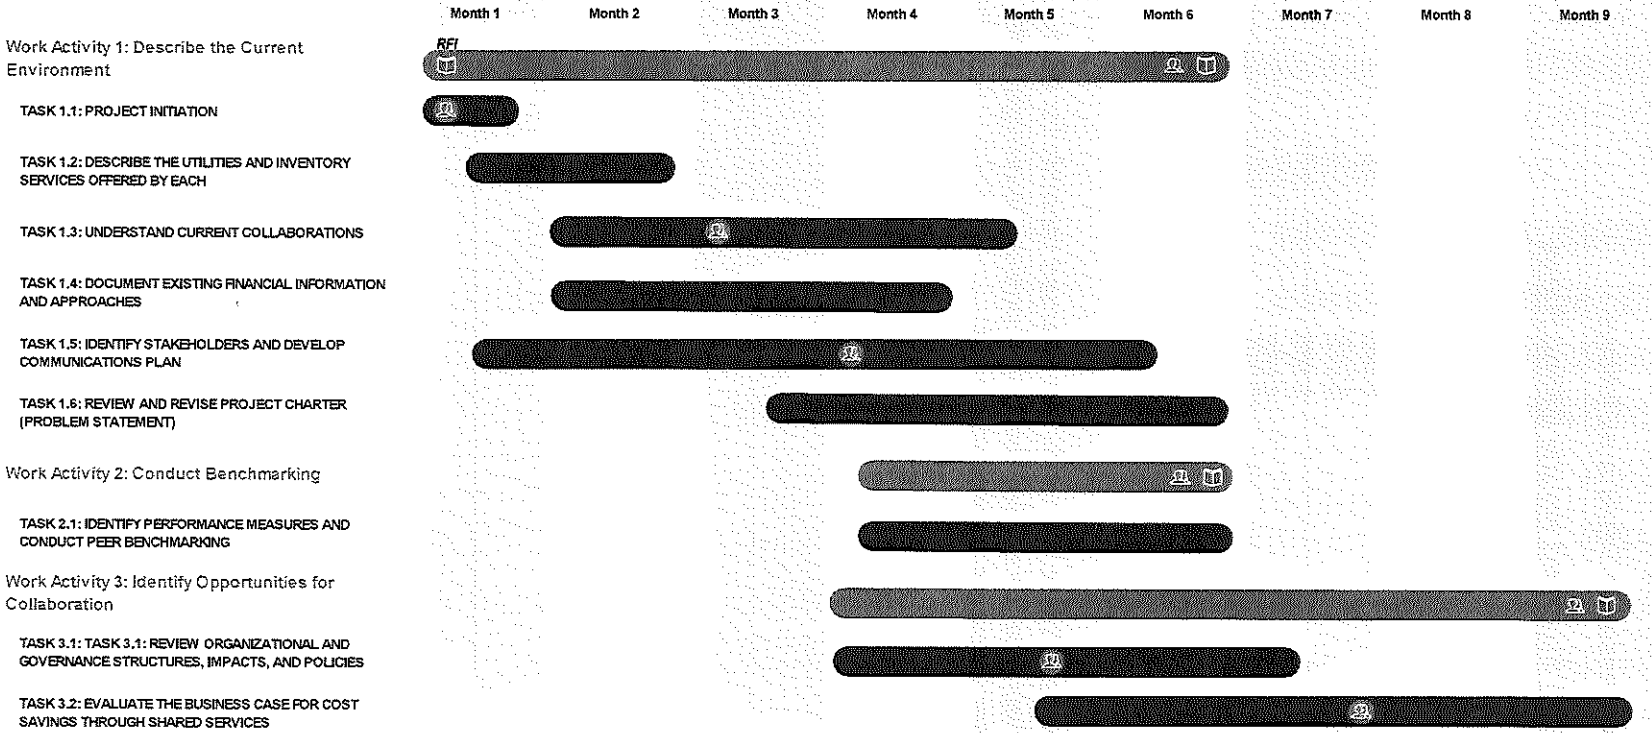 Month 1 Month 2 Month 3 Month 4 Month 5 Month 6 Month 7 Month 8 Month 9
Work Activity 1: Describe the Current
Environment
RFI
TASK 1.1: PROJECT INITIATION
TASK 1.2: DESCRIBE THE UTILITIES AND INVENTORY
SERVICES OFFERED BY EACH
TASK 1.3: UNDERSTAND CURRENT COLLABORATIONS
TASK 1.4: DOCUMENT EXISTING FINANCIAL INFORMATION
AND APPROACHES
TASK 1.5: IDENTIFY STAKEHOLDERS AND DEVELOP
COMMUNICATIONS PLAN
TASK 1.6: REVIEW AND REVISE PROJECT CHARTER
(PROBLEM STATEMENT)
Work Activity 2: Conduct Benchmarking
TASK 2.1: IDENTIFY PERFORMANCE MEASURES AND
CONDUCT PEER BENCHMARKING
Work Activity 3: Identify Opportunities for
Collaboration
TASK 3.1: TASK 3.1: REVIEW ORGANIZATIONAL AND
GOVERNANCE STRUCTURES, IMPACTS, AND POLICIES
TASK 3.2: EVALUATE THE BUSINESS CASE FOR COST
SAVINGS THROUGH SHARED SERVICES